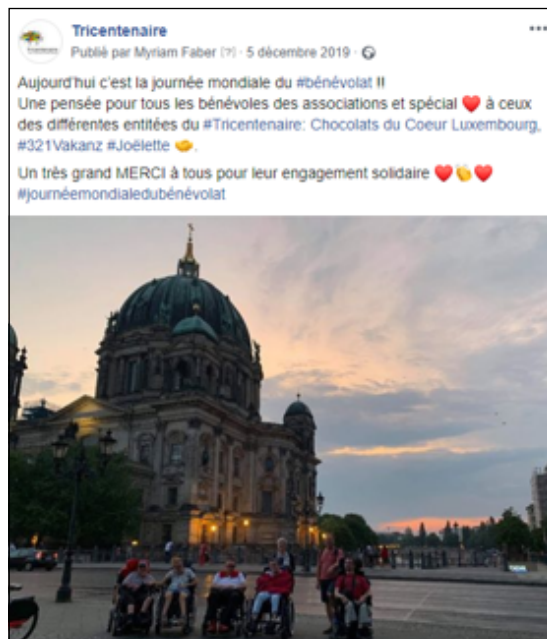 Tricentenaire
Tricentenaire
Publié par Myriam Faber [?] · 5 décembre 2019 ·
Aujourd'hui c'est la journée mondiale du #bénévolat !!
Une pensée pour tous les bénévoles des associations et spécial ❤️ à ceux
des différentes entitées du #Tricentenaire: Chocolats du Coeur Luxembourg,
#321Vakanz #Joëlette 🤝.
Un très grand MERCI à tous pour leur engagement solidaire ❤️👏❤️
#journéemondialedubénévolat